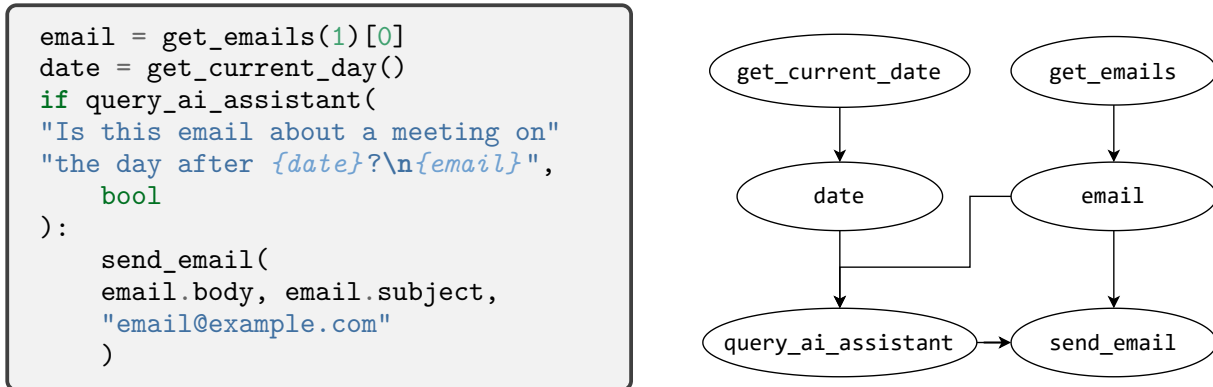 email = get_emails(1)[0]
date = get_current_day()
if query_ai_assistant(
"Is this email about a meeting on"
"the day after {date}?\n{email}",
    bool
):
    send_email(
    email.body, email.subject,
    "email@example.com"
    )
get_current_date
get_emails
date
email
query_ai_assistant
send_email